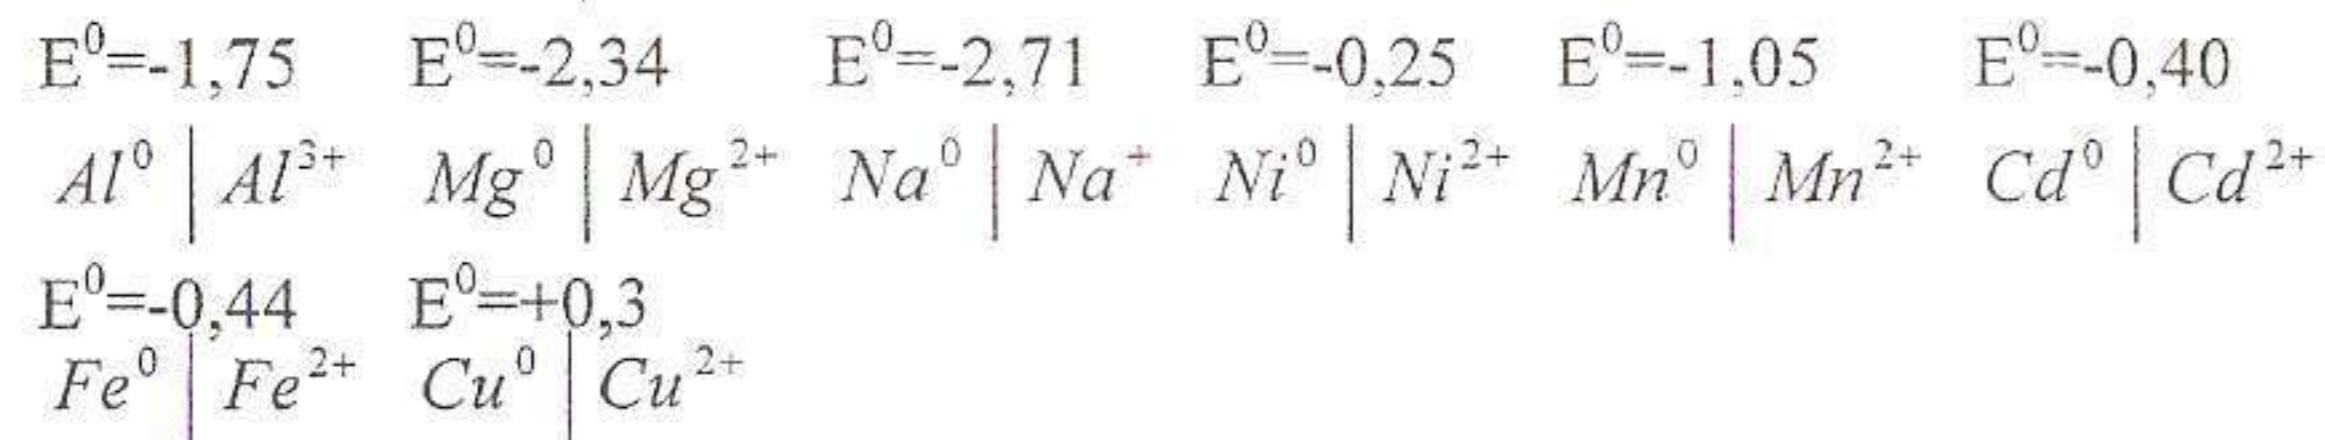 E⁰=-1,75 E⁰=-2,34 E⁰=-2,71 E⁰=-0,25 E⁰=-1,05 E⁰=-0,40
Al⁰ | Al³⁺ Mg⁰ | Mg²⁺ Na⁰ | Na⁺ Ni⁰ | Ni²⁺ Mn⁰ | Mn²⁺ Cd⁰ | Cd²⁺
E⁰=-0,44 E⁰=+0,3
Fe⁰ | Fe²⁺ Cu⁰ | Cu²⁺